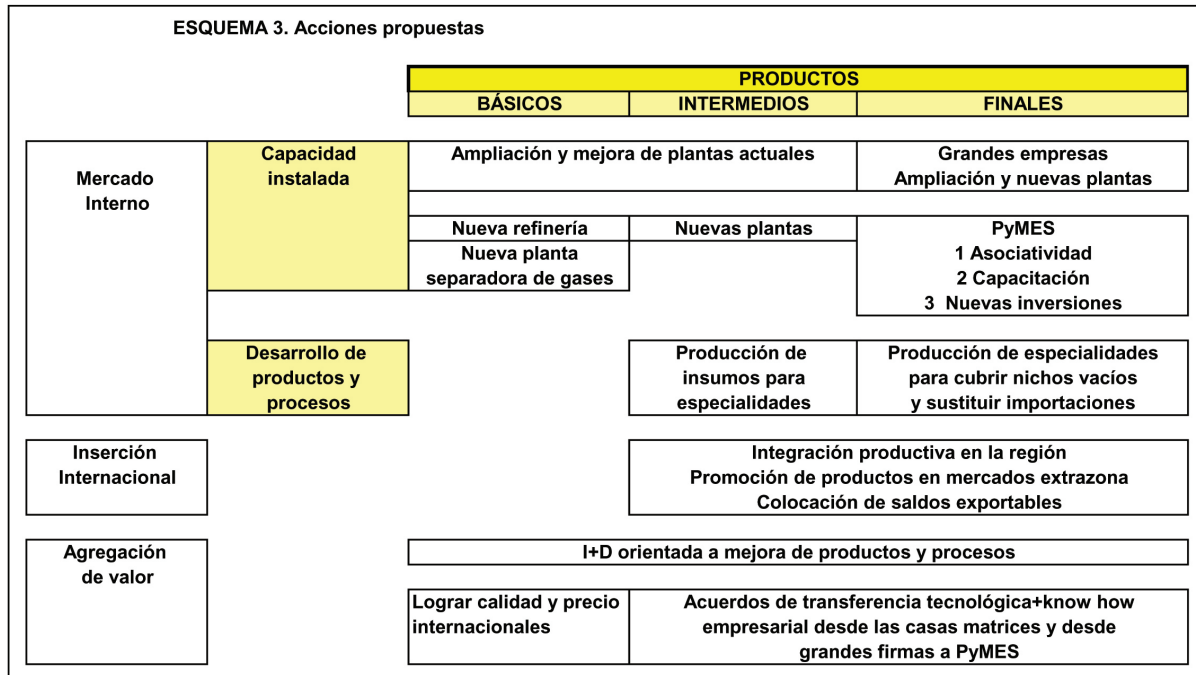 ESQUEMA 3. Acciones propuestas
PRODUCTOS
BÁSICOS
INTERMEDIOS
FINALES
Mercado
Interno
Capacidad
instalada
Ampliación y mejora de plantas actuales
Grandes empresas
Ampliación y nuevas plantas
Nueva refinería
Nueva planta
separadora de gases
Nuevas plantas
PyMES
1 Asociatividad
2 Capacitación
3 Nuevas inversiones
Desarrollo de
productos y
procesos
Producción de
insumos para
especialidades
Producción de especialidades
para cubrir nichos vacíos
y sustituir importaciones
Inserción
Internacional
Integración productiva en la región
Promoción de productos en mercados extrazona
Colocación de saldos exportables
Agregación
de valor
I+D orientada a mejora de productos y procesos
Lograr calidad y precio
internacionales
Acuerdos de transferencia tecnológica+know how
empresarial desde las casas matrices y desde
grandes firmas a PyMES